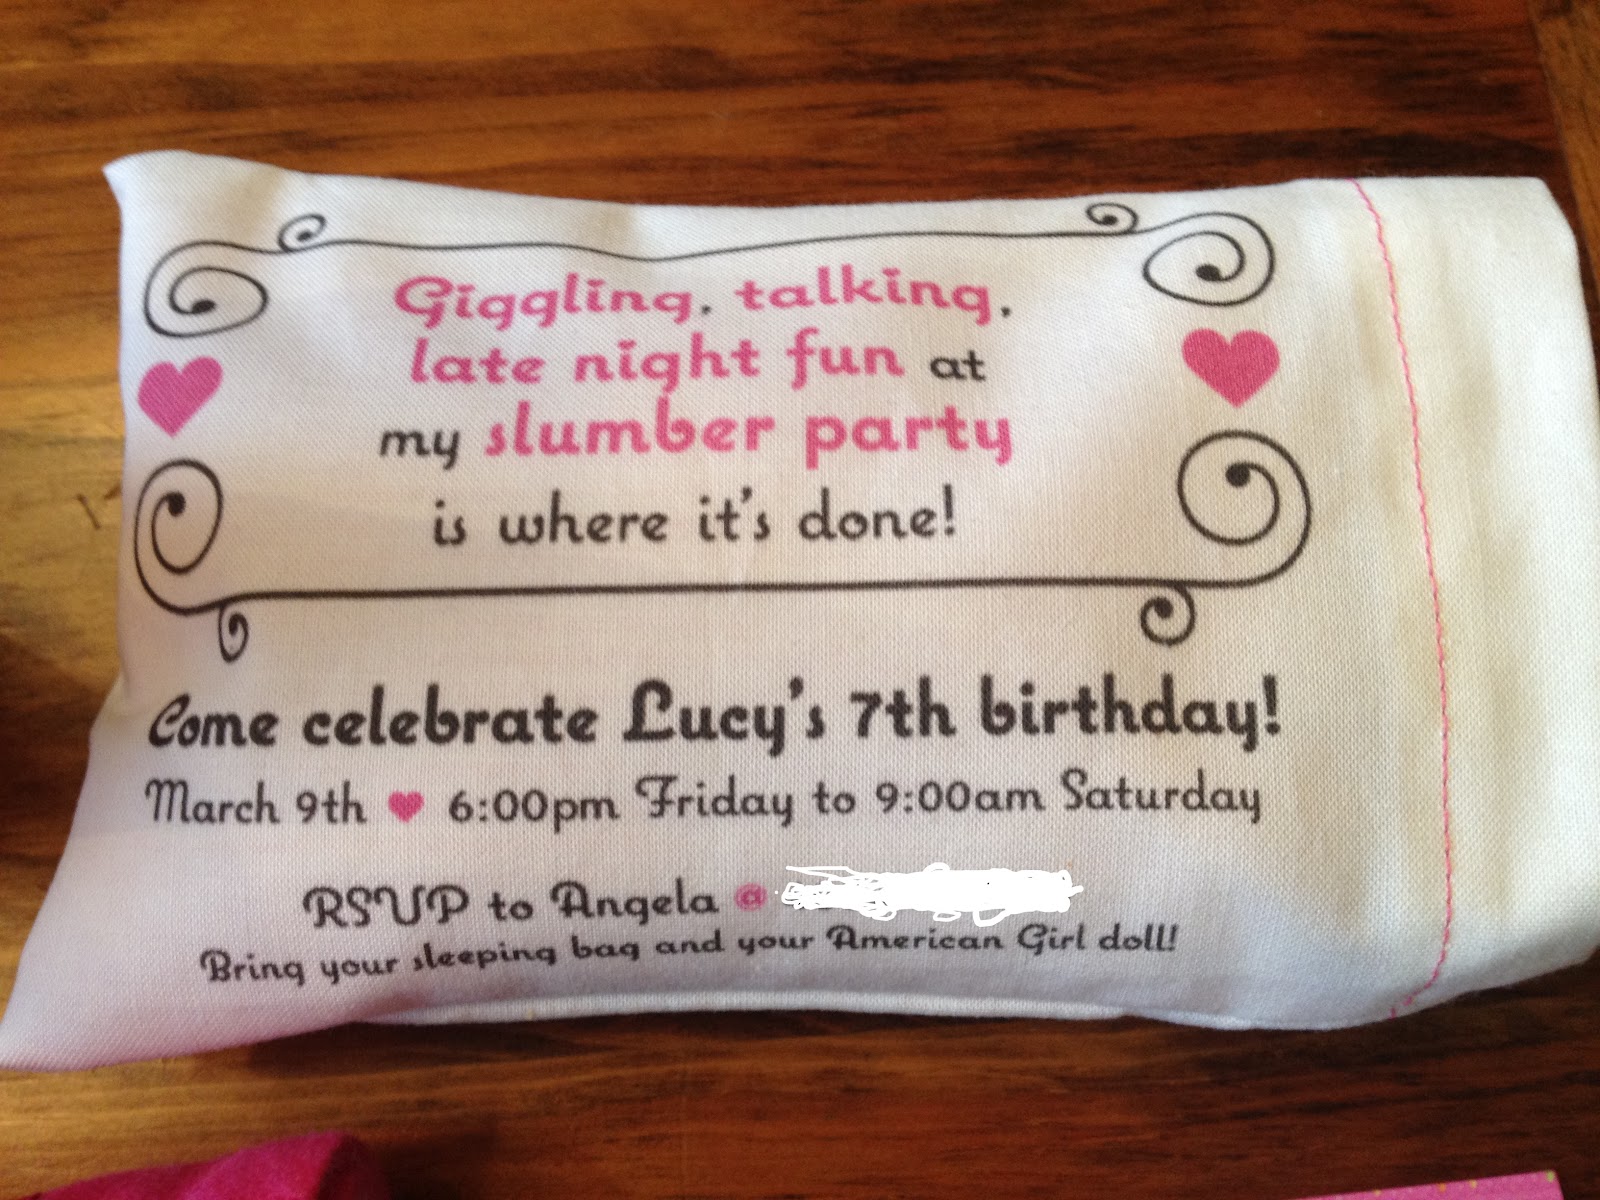 Giggling, talking,
late night fun at
my slumber party
is where it's done!
Come celebrate Lucy's 7th birthday!
March 9th ♥ 6:00pm Friday to 9:00am Saturday
RSVP to Angela @
Bring your sleeping bag and your American Girl doll!